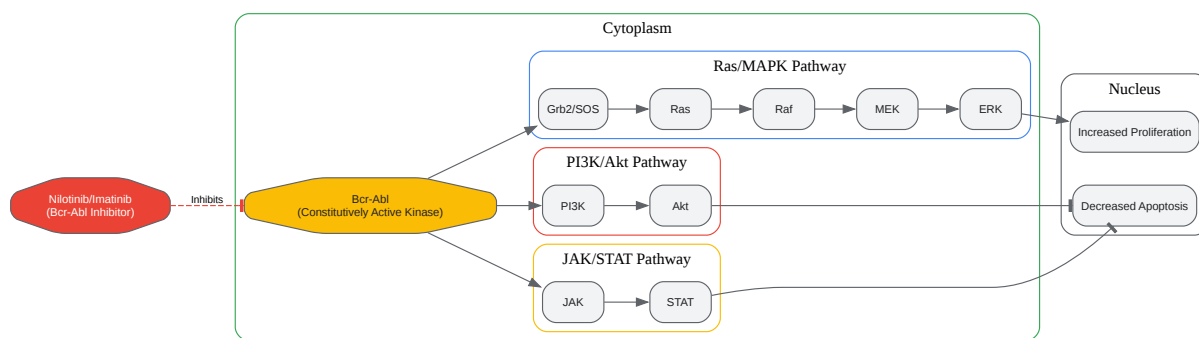 Cytoplasm
Ras/MAPK Pathway
Grb2/SOS
Ras
Raf
MEK
ERK
Nucleus
Increased Proliferation
PI3K/Akt Pathway
Nilotinib/Imatinib
(Bcr-Abl Inhibitor)
Inhibits
Bcr-Abl
(Constitutively Active Kinase)
PI3K
Akt
Decreased Apoptosis
JAK/STAT Pathway
JAK
STAT